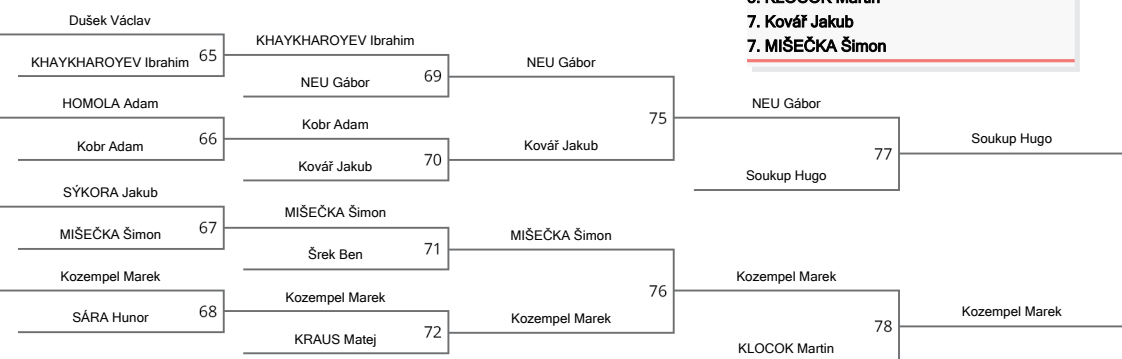 5. KLOCOK Martin
7. Kovář Jakub
7. MIŠEČKA Šimon
Dušek Václav
KHAYKHAROYEV Ibrahim
65
HOMOLA Adam
Kobr Adam
66
SÝKORA Jakub
MIŠEČKA Šimon
67
Kozempel Marek
SÁRA Hunor
68
KHAYKHAROYEV Ibrahim
NEU Gábor
69
Kobr Adam
Kovář Jakub
70
MIŠEČKA Šimon
Šrek Ben
71
Kozempel Marek
KRAUS Matej
72
NEU Gábor
Kovář Jakub
75
MIŠEČKA Šimon
Kozempel Marek
76
NEU Gábor
Soukup Hugo
77
Kozempel Marek
KLOCOK Martin
78
Soukup Hugo
Kozempel Marek